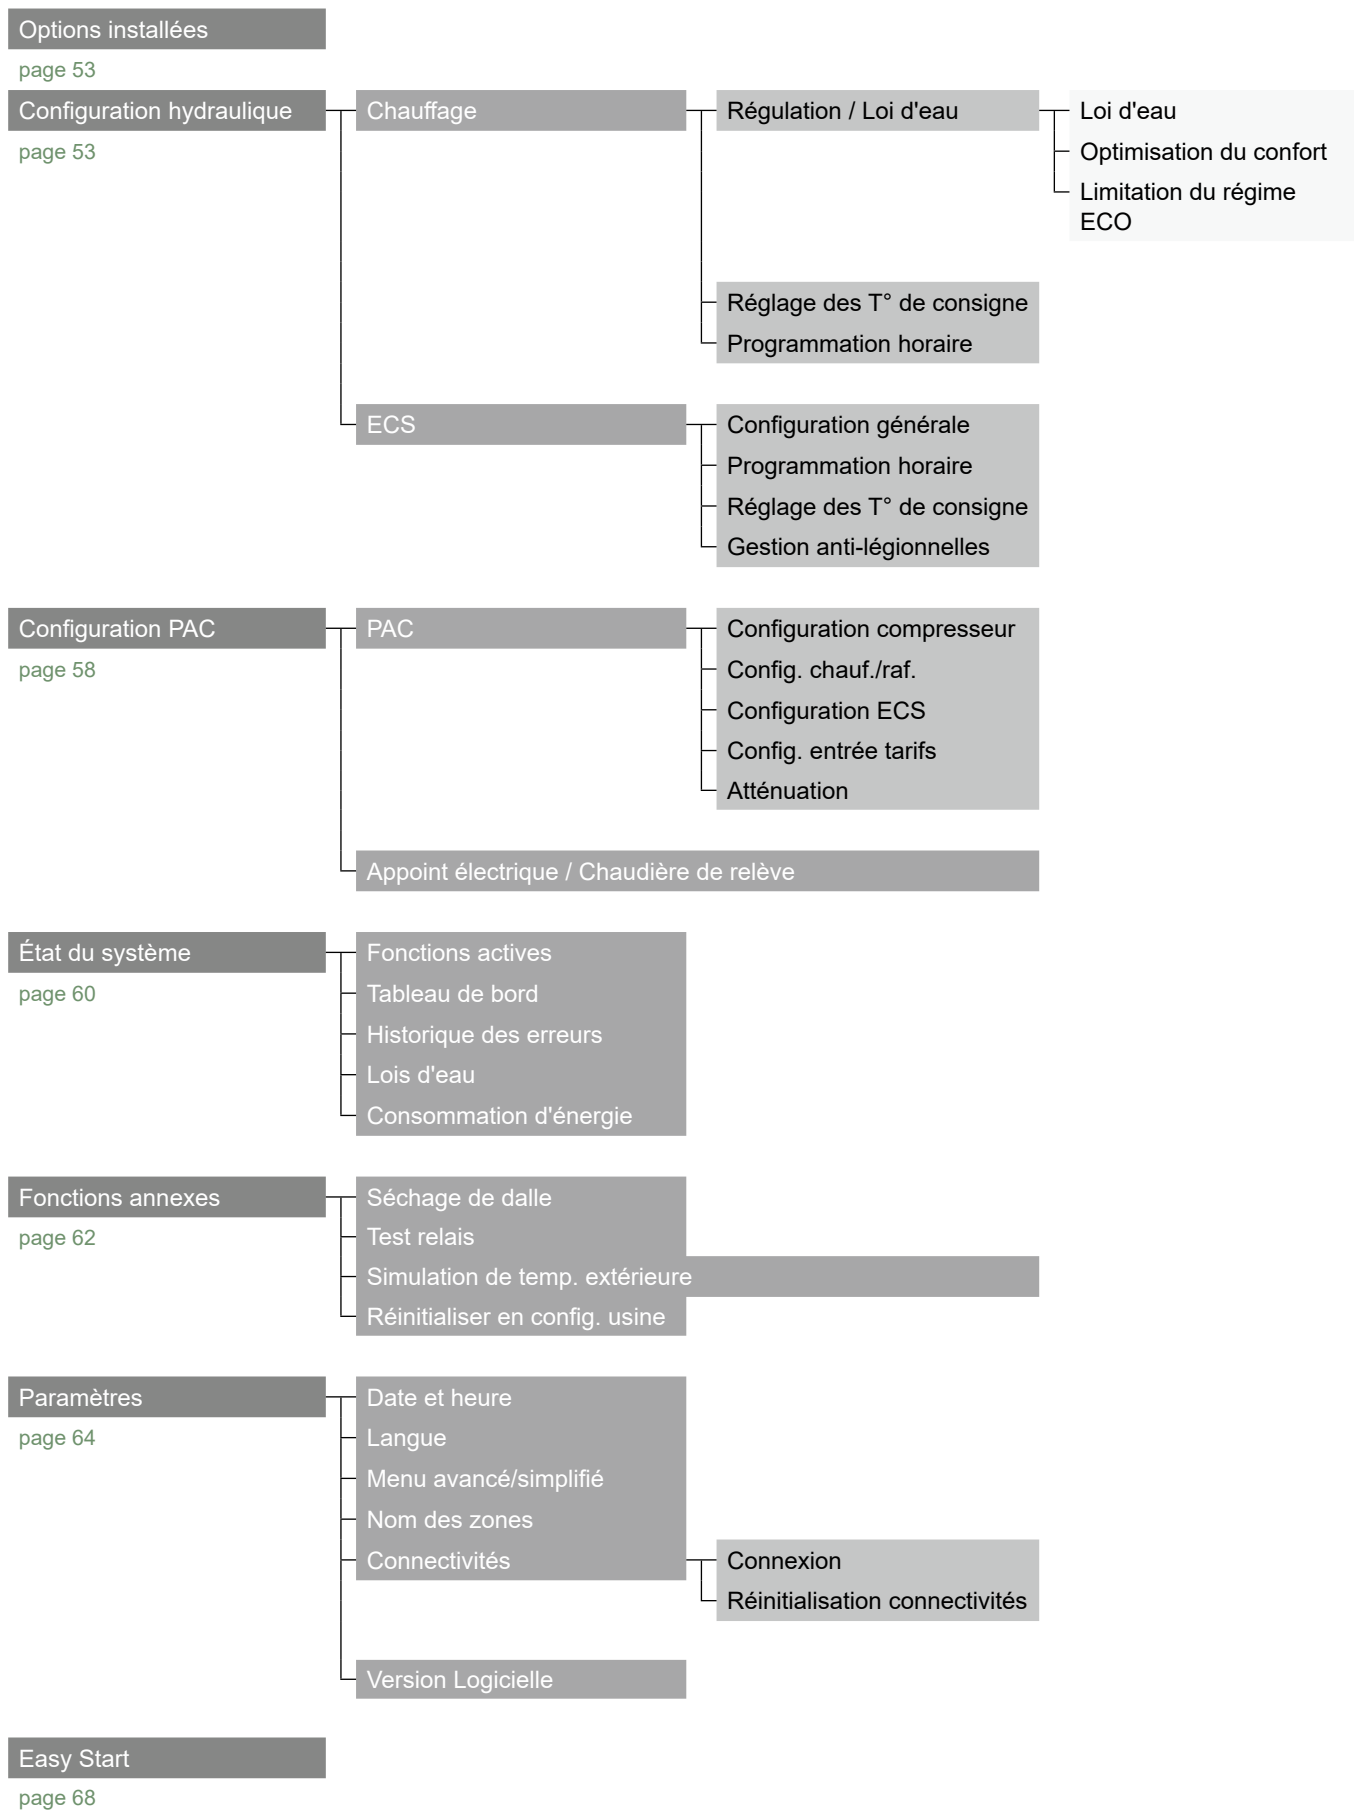 Options installées
page 53
Configuration hydraulique
page 53
Chauffage
Régulation / Loi d'eau
Loi d'eau
Optimisation du confort
Limitation du régime
ECO
Réglage des T° de consigne
Programmation horaire
ECS
Configuration générale
Programmation horaire
Réglage des T° de consigne
Gestion anti-légionnelles
Configuration PAC
page 58
PAC
Configuration compresseur
Config. chauf./raf.
Configuration ECS
Config. entrée tarifs
Atténuation
Appoint électrique / Chaudière de relève
État du système
page 60
Fonctions actives
Tableau de bord
Historique des erreurs
Lois d'eau
Consommation d'énergie
Fonctions annexes
page 62
Séchage de dalle
Test relais
Simulation de temp. extérieure
Réinitialiser en config. usine
Paramètres
page 64
Date et heure
Langue
Menu avancé/simplifié
Nom des zones
Connectivités
Connexion
Réinitialisation connectivités
Version Logicielle
Easy Start
page 68